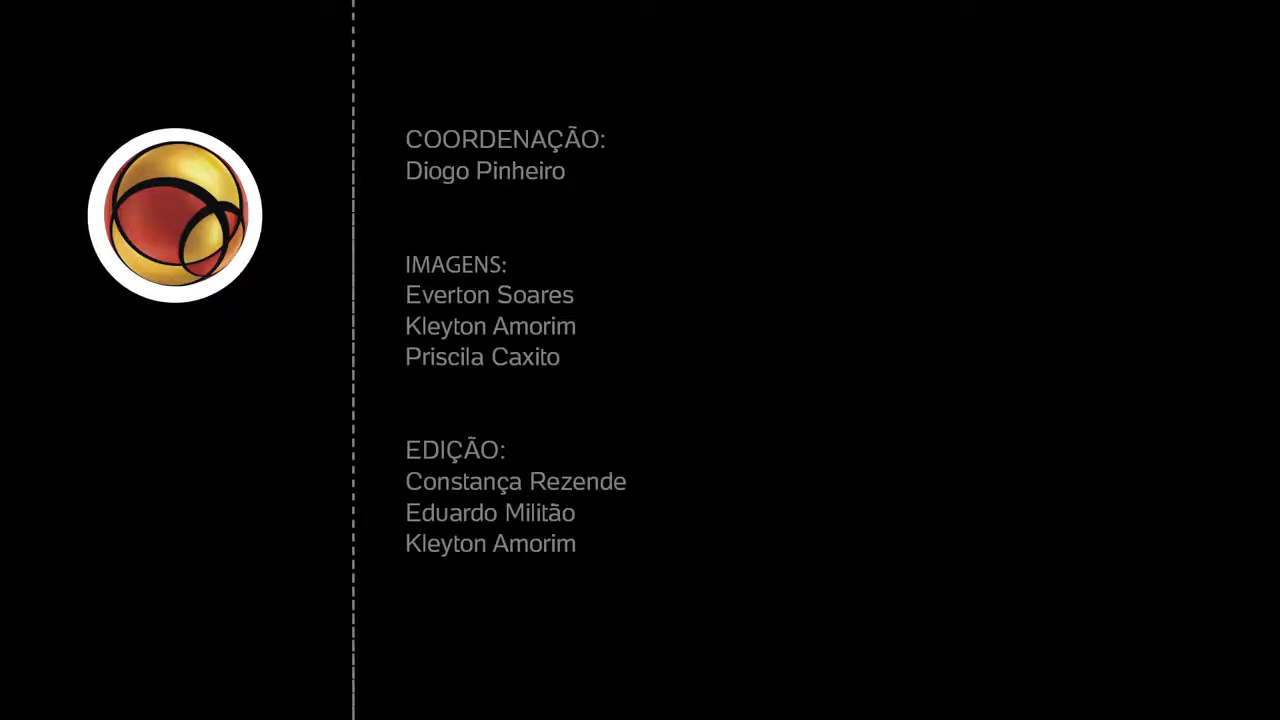 COORDENAÇÃO:
Diogo Pinheiro
IMAGENS:
Everton Soares
Kleyton Amorim
Priscila Caxito
EDIÇÃO:
Constança Rezende
Eduardo Militão
Kleyton Amorim